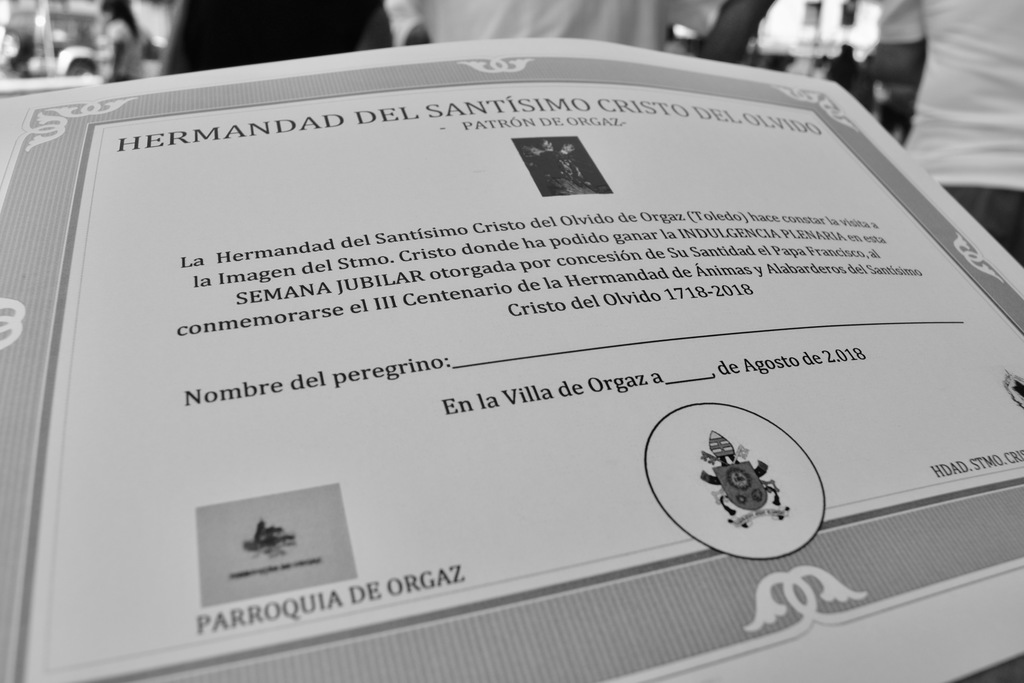 HERMANDAD DEL SANTÍSIMO CRISTO DEL OLVIDO
- PATRÓN DE ORGAZ-
La Hermandad del Santísimo Cristo del Olvido de Orgaz (Toledo) hace constar la visita a
la Imagen del Stmo. Cristo donde ha podido ganar la INDULGENCIA PLENARIA en esta
SEMANA JUBILAR otorgada por concesión de Su Santidad el Papa Francisco, al
conmemorarse el III Centenario de la Hermandad de Ánimas y Alabarderos del Santísimo
Cristo del Olvido 1718-2018
Nombre del peregrino:
En la Villa de Orgaz a_____, de Agosto de 2.018
HDAD. STMO. CRIS
PARROQUIA DE ORGAZ